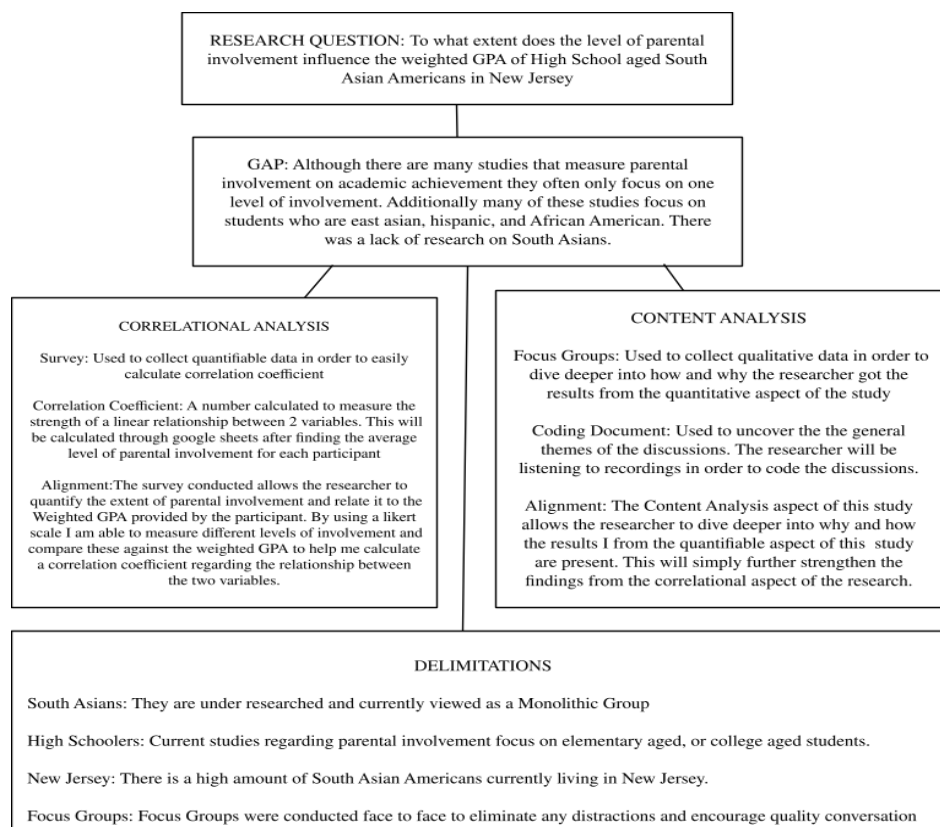 RESEARCH QUESTION: To what extent does the level of parental
involvement influence the weighted GPA of High School aged South
Asian Americans in New Jersey
GAP: Although there are many studies that measure parental
involvement on academic achievement they often only focus on one
level of involvement. Additionally many of these studies focus on
students who are east asian, hispanic, and African American. There
was a lack of research on South Asians.
CORRELATIONAL ANALYSIS
Survey: Used to collect quantifiable data in order to easily
calculate correlation coefficient
Correlation Coefficient: A number calculated to measure the
strength of a linear relationship between 2 variables. This will
be calculated through google sheets after finding the average
level of parental involvement for each participant
Alignment:The survey conducted allows the researcher to
quantify the extent of parental involvement and relate it to the
Weighted GPA provided by the participant. By using a likert
scale I am able to measure different levels of involvement and
compare these against the weighted GPA to help me calculate
a correlation coefficient regarding the relationship between
the two variables.
CONTENT ANALYSIS
Focus Groups: Used to collect qualitative data in order to
dive deeper into how and why the researcher got the
results from the quantitative aspect of the study
Coding Document: Used to uncover the the general
themes of the discussions. The researcher will be
listening to recordings in order to code the discussions.
Alignment: The Content Analysis aspect of this study
allows the researcher to dive deeper into why and how
the results I from the quantifiable aspect of this study
are present. This will simply further strengthen the
findings from the correlational aspect of the research.
DELIMITATIONS
South Asians: They are under researched and currently viewed as a Monolithic Group
High Schoolers: Current studies regarding parental involvement focus on elementary aged, or college aged students.
New Jersey: There is a high amount of South Asian Americans currently living in New Jersey.
Focus Groups: Focus Groups were conducted face to face to eliminate any distractions and encourage quality conversation